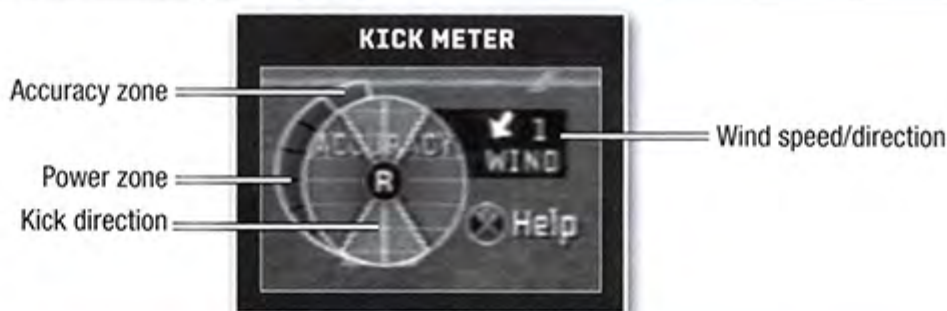 KICK METER
Accuracy zone
ACCURACY
1
WIND
Wind speed/direction
Power zone
R
Kick direction
Help